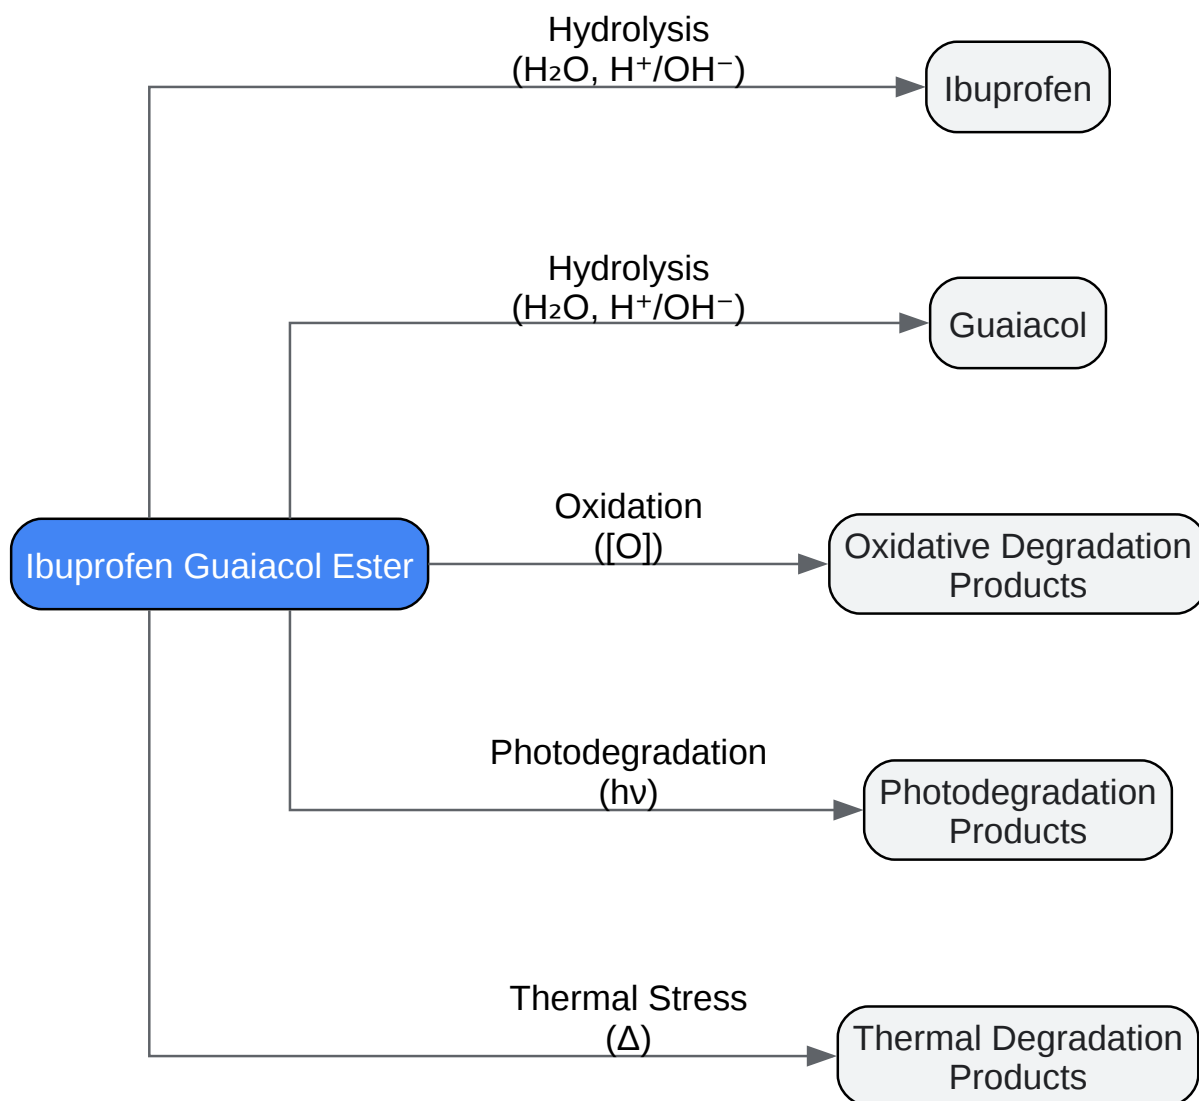 Hydrolysis
(H₂O, H⁺/OH⁻)
Ibuprofen
Hydrolysis
(H₂O, H⁺/OH⁻)
Guaiacol
Ibuprofen Guaiacol Ester
Oxidation
([O])
Oxidative Degradation
Products
Photodegradation
(hν)
Photodegradation
Products
Thermal Stress
(Δ)
Thermal Degradation
Products